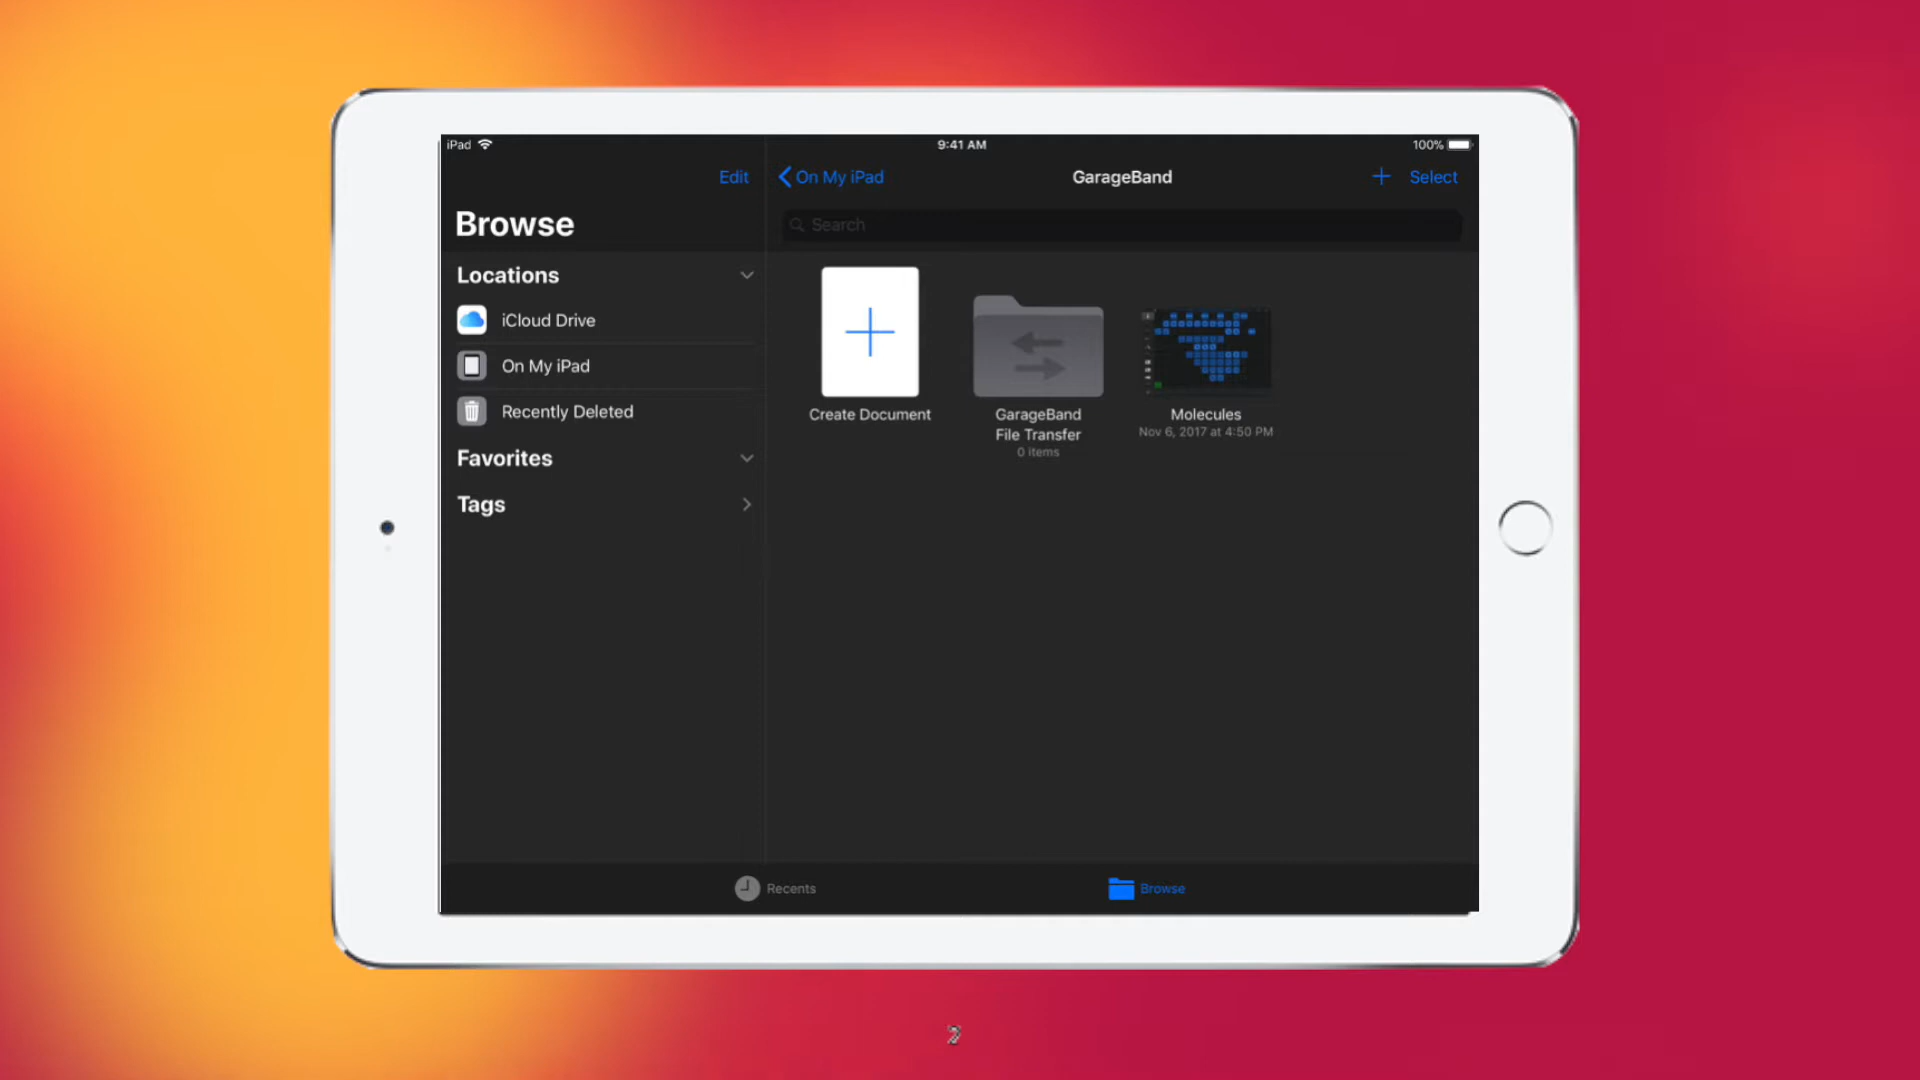 iPad
9:41 AM
100%
Edit
On My iPad
GarageBand
Select
Browse
Search
Locations
iCloud Drive
On My iPad
Recently Deleted
Favorites
Tags
Create Document
GarageBand
File Transfer
0 items
Molecules
Nov 6, 2017 at 4:50 PM
Recents
Browse